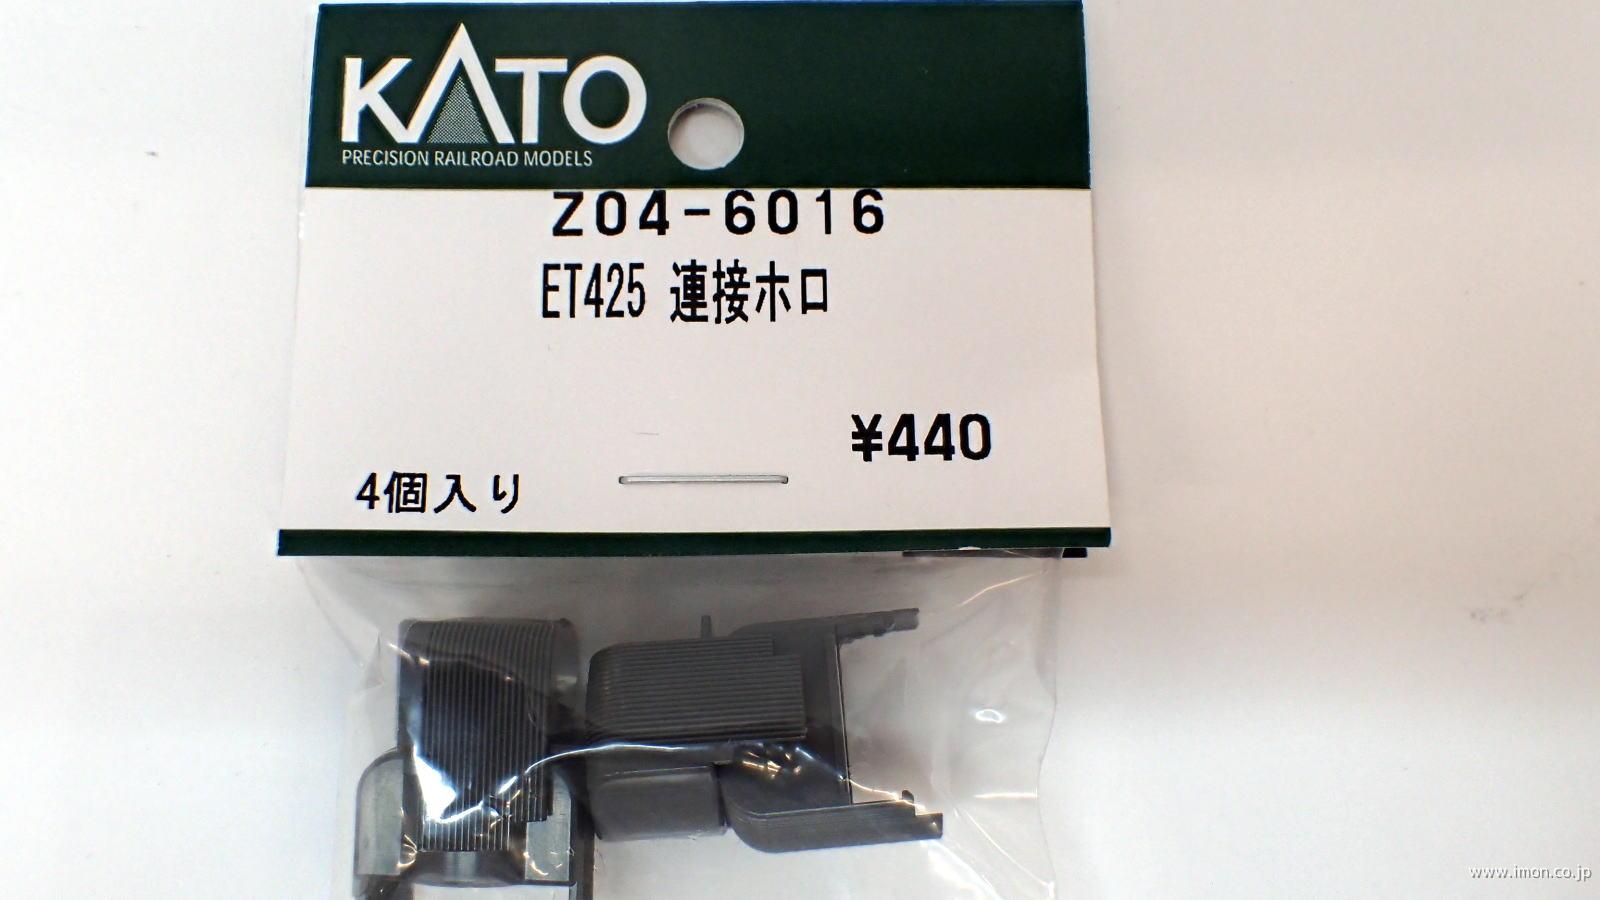 KATO
PRECISION RAILROAD MODELS
Z04-6016
ET425 連接ホロ
¥440
4個入り
www.imon.co.jp